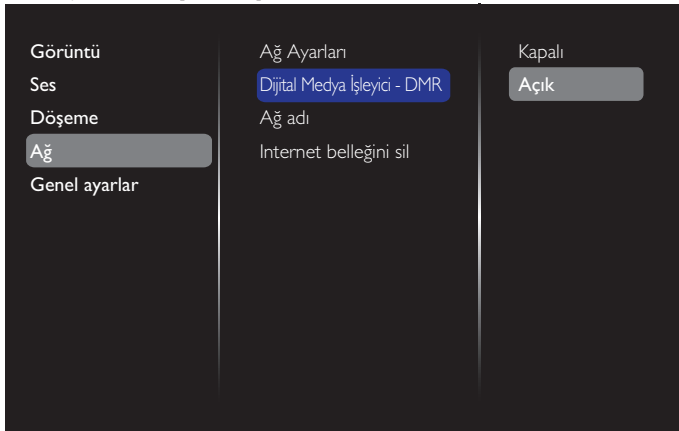 Görüntü
Ses
Döşeme
Ağ
Genel ayarlar
Ağ Ayarları
Dijital Medya İşleyici - DMR
Ağ adı
Internet belleğini sil
Kapalı
Açık